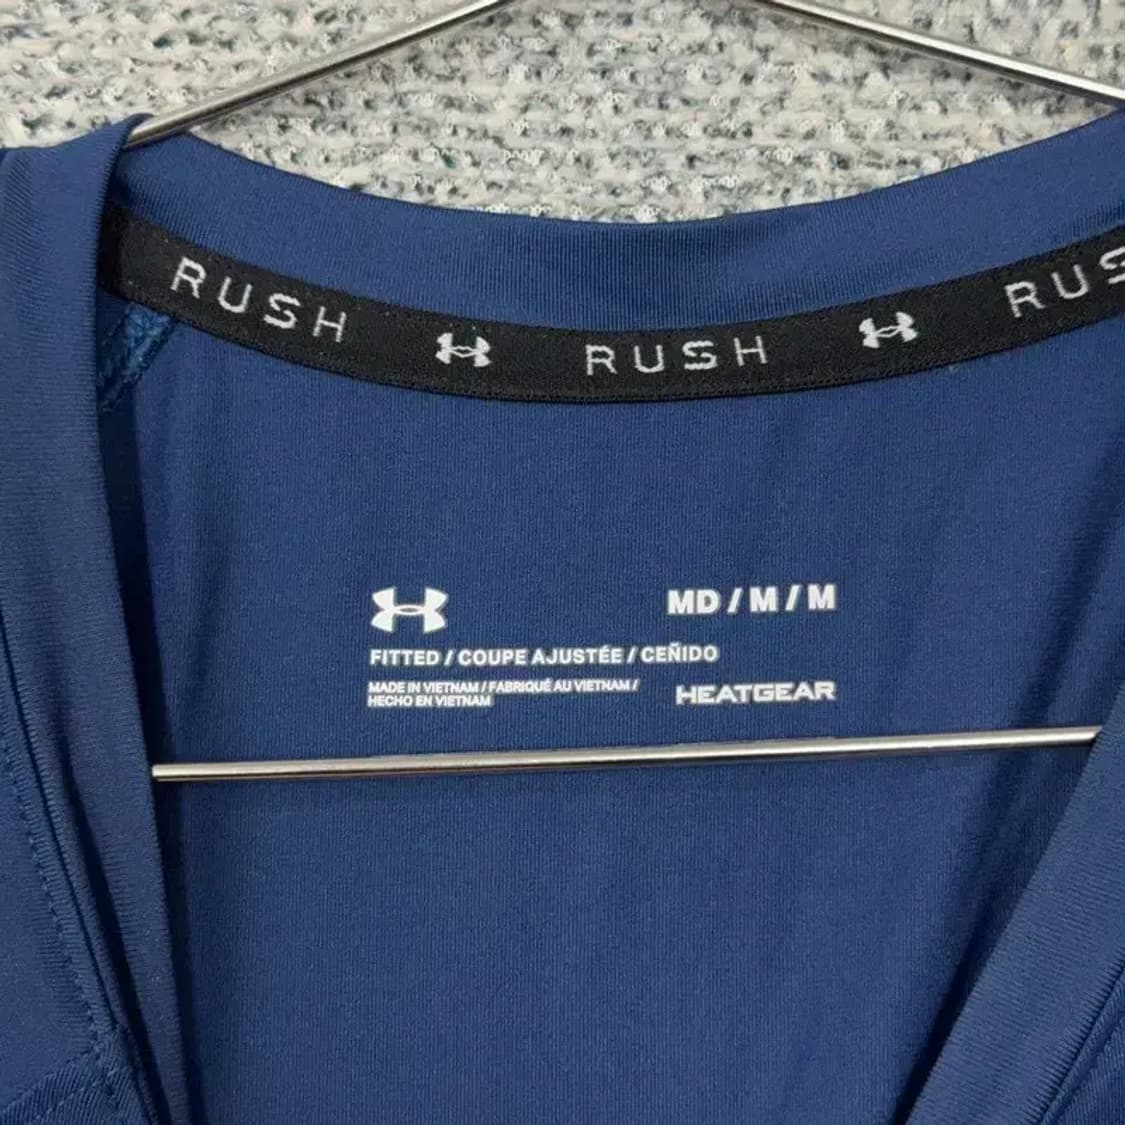 RUSH RUSH RUS
MD / M / M
FITTED / COUPE AJUSTÉE / CEÑIDO
MADE IN VIETNAM / FABRIQUÉ AU VIETNAM /
HECHO EN VIETNAM
HEATGEAR